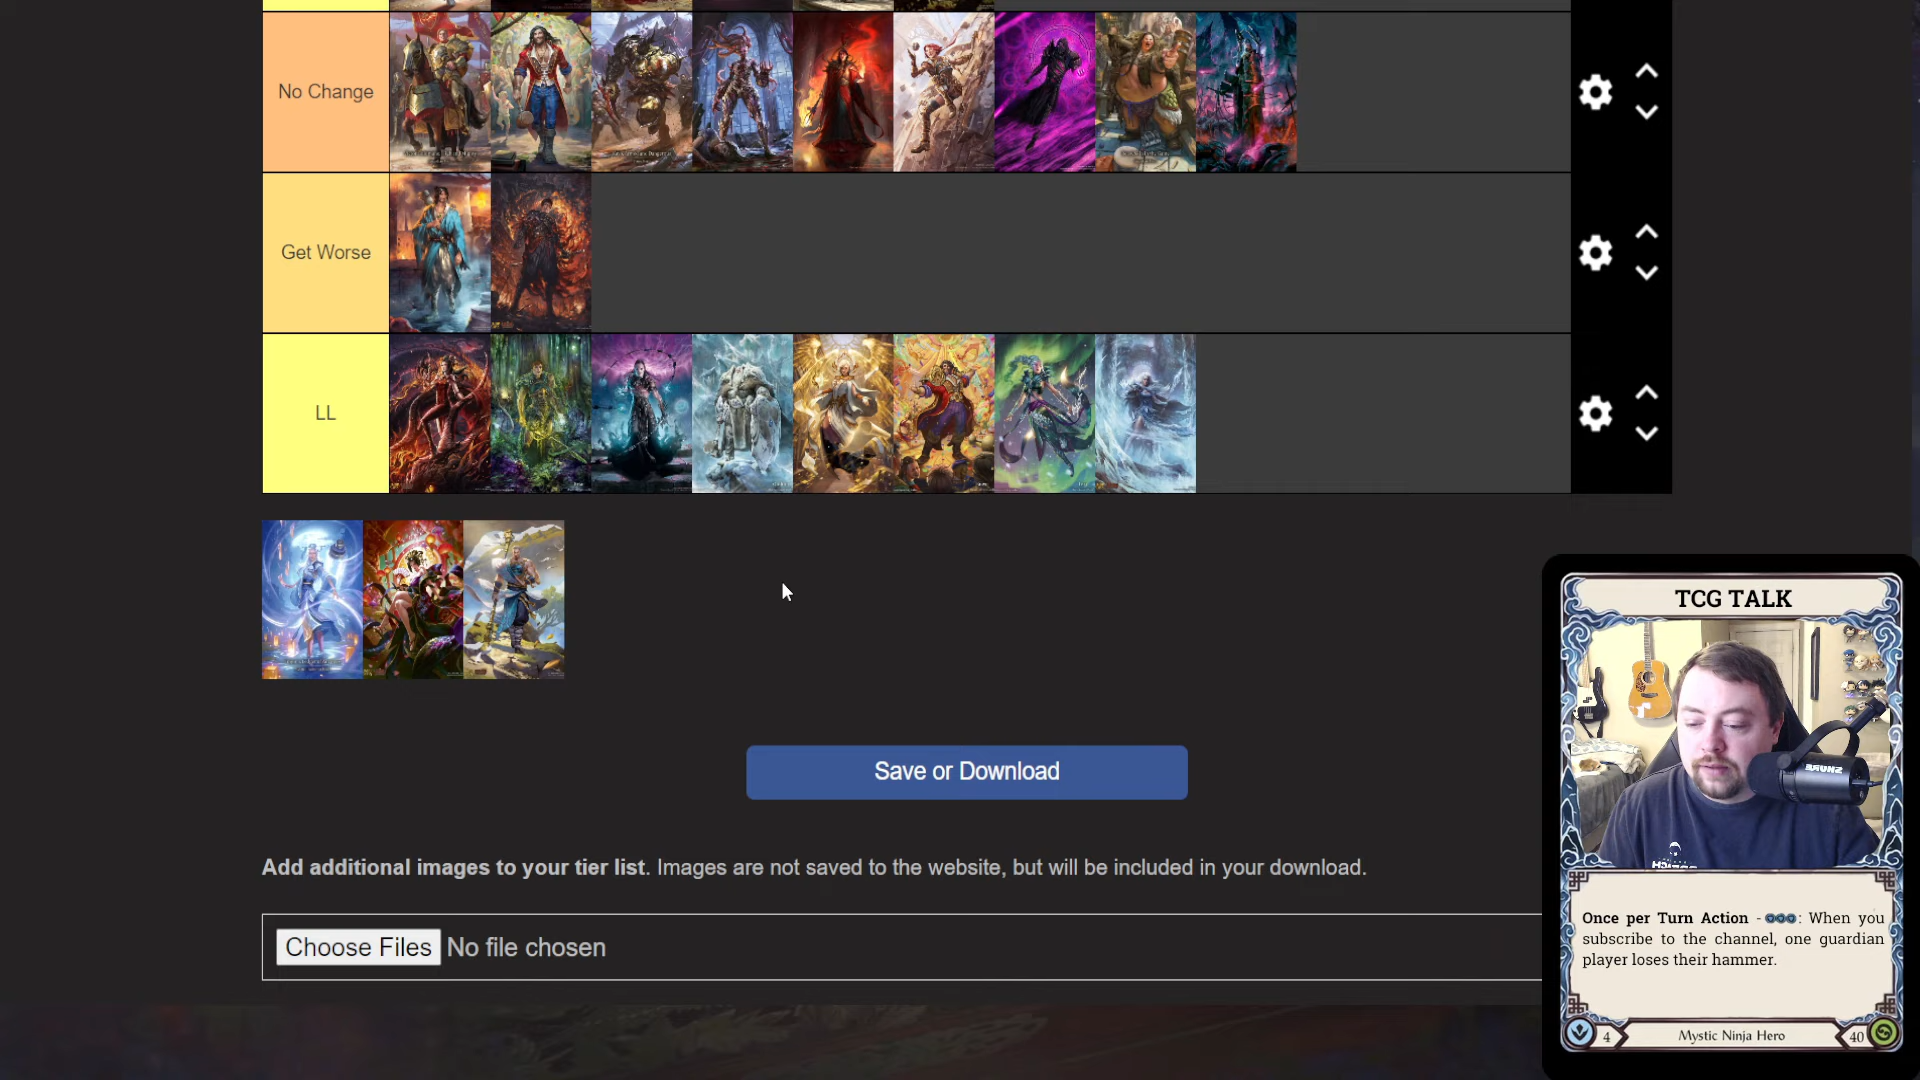 No Change
Get Worse
LL
Save or Download
Add additional images to your tier list. Images are not saved to the website, but will be included in your download.
Choose Files No file chosen
TCG TALK
Once per Turn Action - : When you
subscribe to the channel, one guardian
player loses their hammer.
4 Mystic Ninja Hero 40